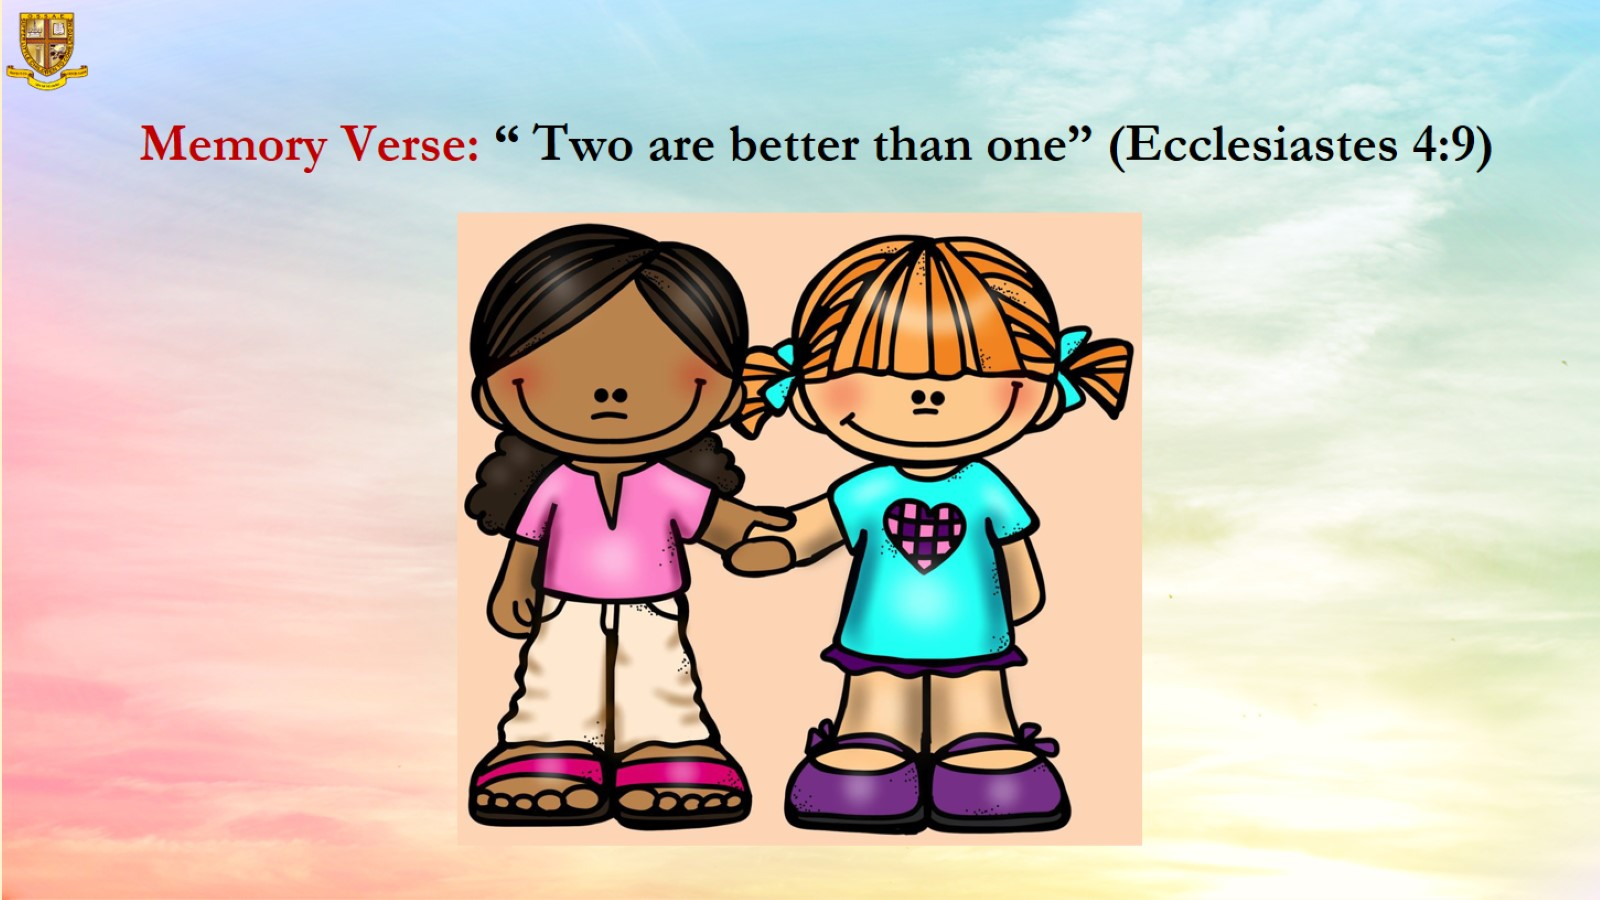 Memory Verse: “ Two are better than one” (Ecclesiastes 4:9)